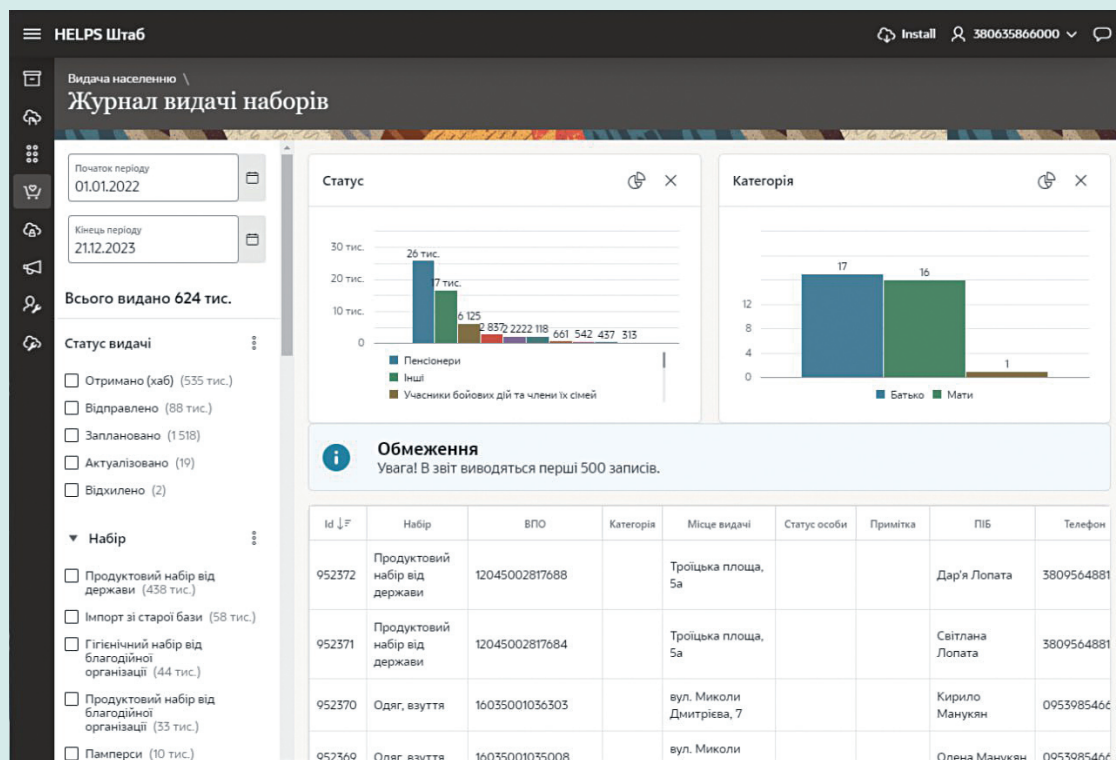 HELPS Штаб
Install
380635866000
Видача населенню \
Журнал видачі наборів
Початок періоду
01.01.2022
Кінець періоду
21.12.2023
Всього видано 624 тис.
Статус видачі
Отримано (хаб) (535 тис.)
Відправлено (88 тис.)
Заплановано (1 518)
Актуалізовано (19)
Відхилено (2)
Набір
Продуктовий набір від
держави (438 тис.)
Імпорт зі старої бази (58 тис.)
Гігієнічний набір від
благодійної
організації (44 тис.)
Продуктовий набір від
благодійної
організації (33 тис.)
Памперси (10 тис.)
Статус
30 тис.
20 тис.
10 тис.
0
26 тис.
17 тис.
6 125
2 837
2 222
2 118
661
542
437
313
Пенсіонери
Інші
Учасники бойових дій та члени їх сімей
Категорія
12
8
4
0
17
16
1
Батько
Мати
Обмеження
Увага! В звіт виводяться перші 500 записів.
Id
Набір
ВПО
Категорія
Місце видачі
Статус особи
Примітка
ПІБ
Телефон
952372
Продуктовий
набір від
держави
12045002817688
Троїцька площа,
5а
Дар'я Лопата
3809564881
952371
Продуктовий
набір від
держави
12045002817684
Троїцька площа,
5а
Світлана
Лопата
3809564881
952370
Одяг, взуття
16035001036303
вул. Миколи
Дмитрієва, 7
Кирило
Манукян
0953985466
952369
Одяг, взуття
16035001035008
вул. Миколи
Олена Манукян
0953985466